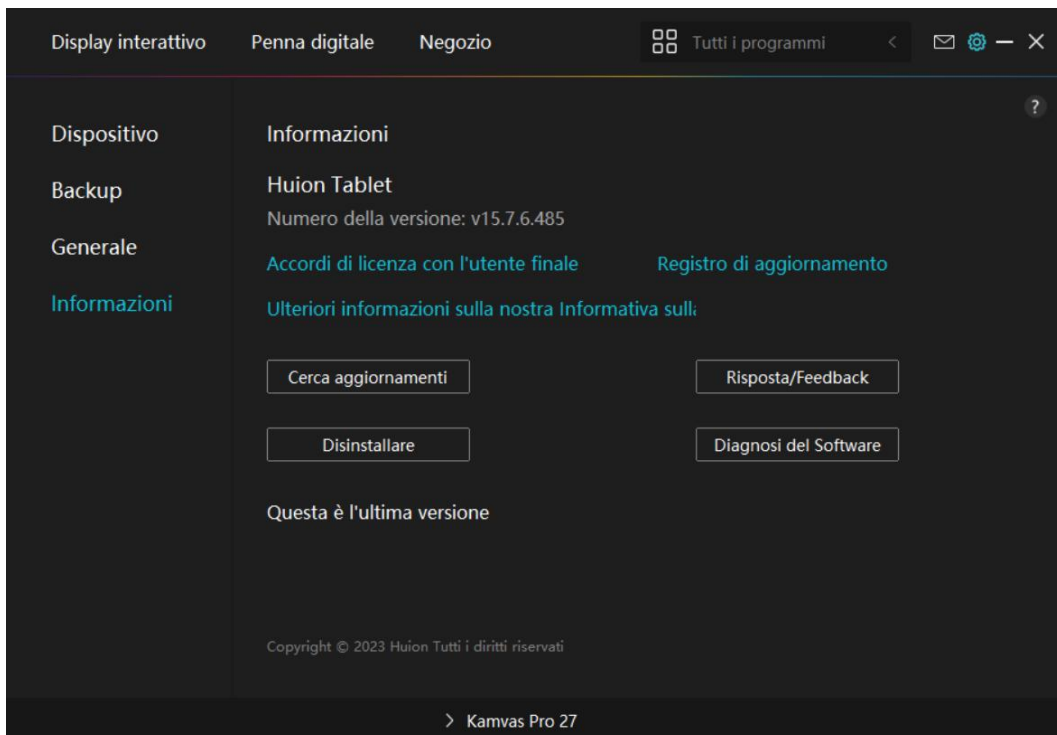 Display interattivo Penna digitale Negozio Tutti i programmi
?
Dispositivo
Backup
Generale
Informazioni
Informazioni
Huion Tablet
Numero della versione: v15.7.6.485
Accordi di licenza con l'utente finale Registro di aggiornamento
Ulteriori informazioni sulla nostra Informativa sulla
Cerca aggiornamenti Risposta/Feedback
Disinstallare Diagnosi del Software
Questa è l'ultima versione
Copyright © 2023 Huion Tutti i diritti riservati
> Kamvas Pro 27